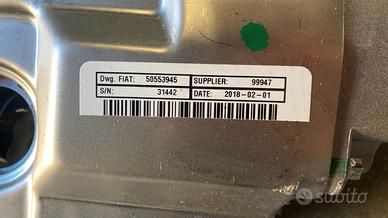 Dwg. FIAT: 50553945 SUPPLIER: 99947
S/N: 31442 DATE: 2018-02-01
subito